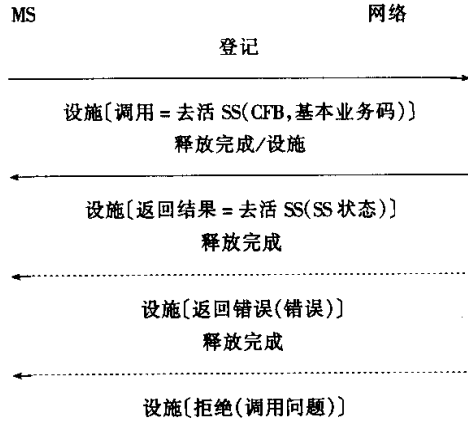 MS 网络
登记
设施〔调用=去活 SS(CFB,基本业务码)〕
释放完成/设施
设施〔返回结果=去活 SS(SS 状态)〕
释放完成
设施〔返回错误(错误)〕
释放完成
设施〔拒绝(调用问题)〕